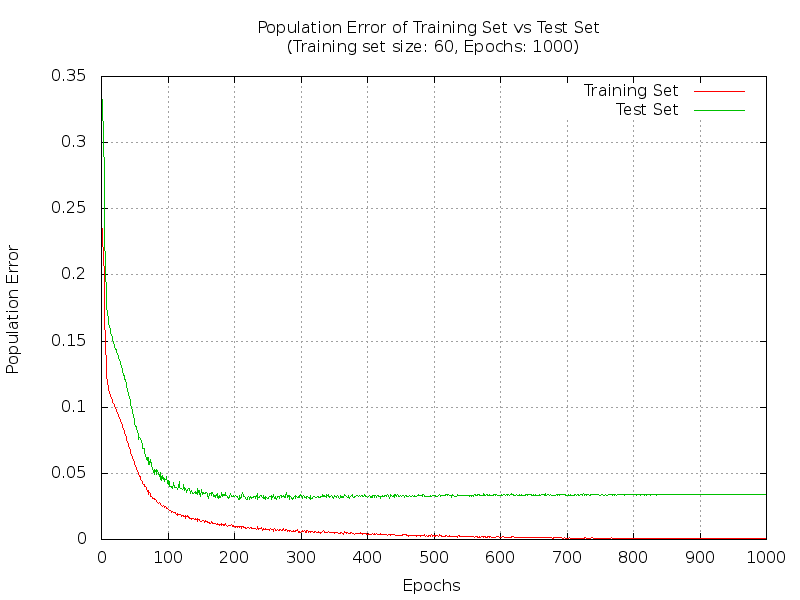 Population Error of Training Set vs Test Set
(Training set size: 60, Epochs: 1000)
Training Set
Test Set
0.35
0.3
0.25
0.2
0.15
0.1
0.05
0
Population Error
0 100 200 300 400 500 600 700 800 900 1000
Epochs